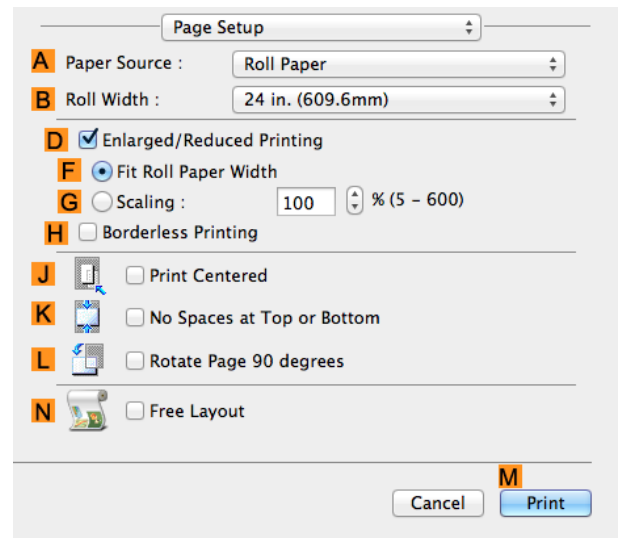 Page Setup
A Paper Source : Roll Paper
B Roll Width : 24 in. (609.6mm)
D Enlarged/Reduced Printing
F Fit Roll Paper Width
G Scaling : 100 % (5 - 600)
H Borderless Printing
J Print Centered
K No Spaces at Top or Bottom
L Rotate Page 90 degrees
N Free Layout
M
Cancel Print